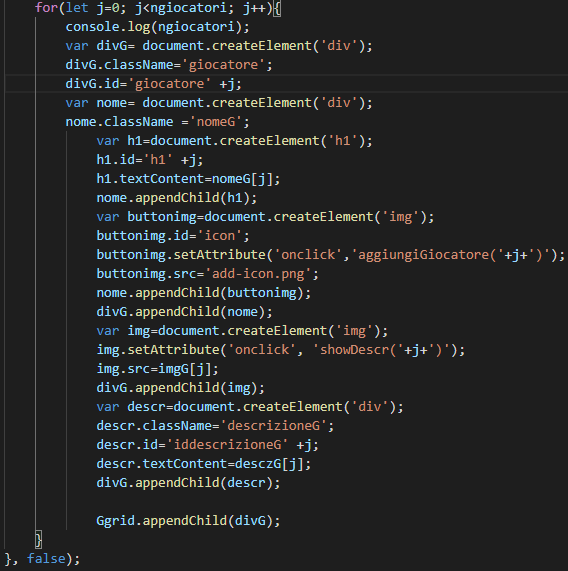 for(let j=0; j<ngiocatori; j++){
console.log(ngiocatori);
var divG= document.createElement('div');
divG.className='giocatore';
divG.id='giocatore' +j;
var nome= document.createElement('div');
nome.className ='nomeG';
var h1=document.createElement('h1');
h1.id='h1' +j;
h1.textContent=nomeG[j];
nome.appendChild(h1);
var buttonimg=document.createElement('img');
buttonimg.id='icon';
buttonimg.setAttribute('onclick','aggiungiGiocatore('+j+')');
buttonimg.src='add-icon.png';
nome.appendChild(buttonimg);
divG.appendChild(nome);
var img=document.createElement('img');
img.setAttribute('onclick', 'showDescr('+j+')');
img.src=imgG[j];
divG.appendChild(img);
var descr=document.createElement('div');
descr.className='descrizioneG';
descr.id='iddescrizioneG' +j;
descr.textContent=desczG[j];
divG.appendChild(descr);
Ggrid.appendChild(divG);
}
}, false);